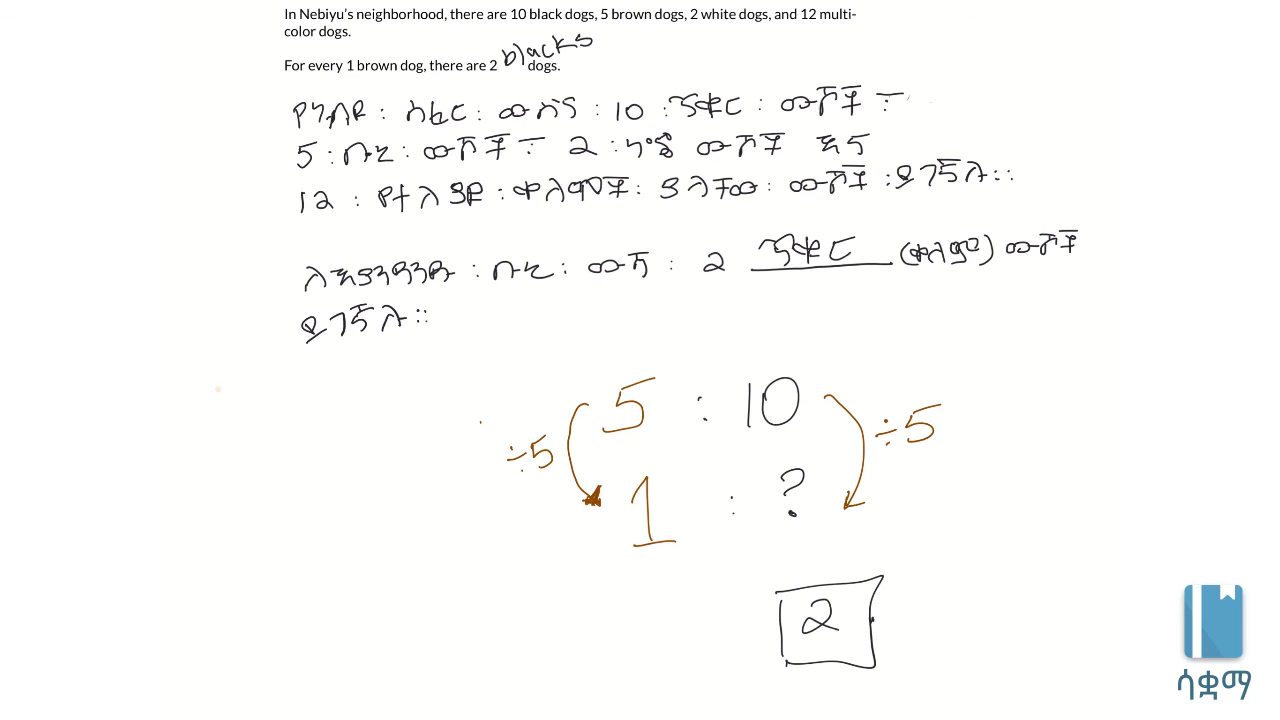 In Nebiyu's neighborhood, there are 10 black dogs, 5 brown dogs, 2 white dogs, and 12 multi-
color dogs.
For every 1 brown dog, there are 2 blacks dogs.
የነብዩ : ሰፈር : ውስጥ : 10 : ጥቁር : ውሾች ፥
5 : ቡኒ : ውሾች ፥ 2 : ነጭ ውሾች እና
12 : የተለያዩ : ቀለሞች : ያላቸው : ውሾች : ይገኛሉ ።
ለእያንዳንዱ : ቡኒ : ውሻ : 2 ጥቁር (ቀለም) ውሾች
ይገኛሉ ።
5 : 10
÷5 ÷5
1 : ?
2
ሳቋማ